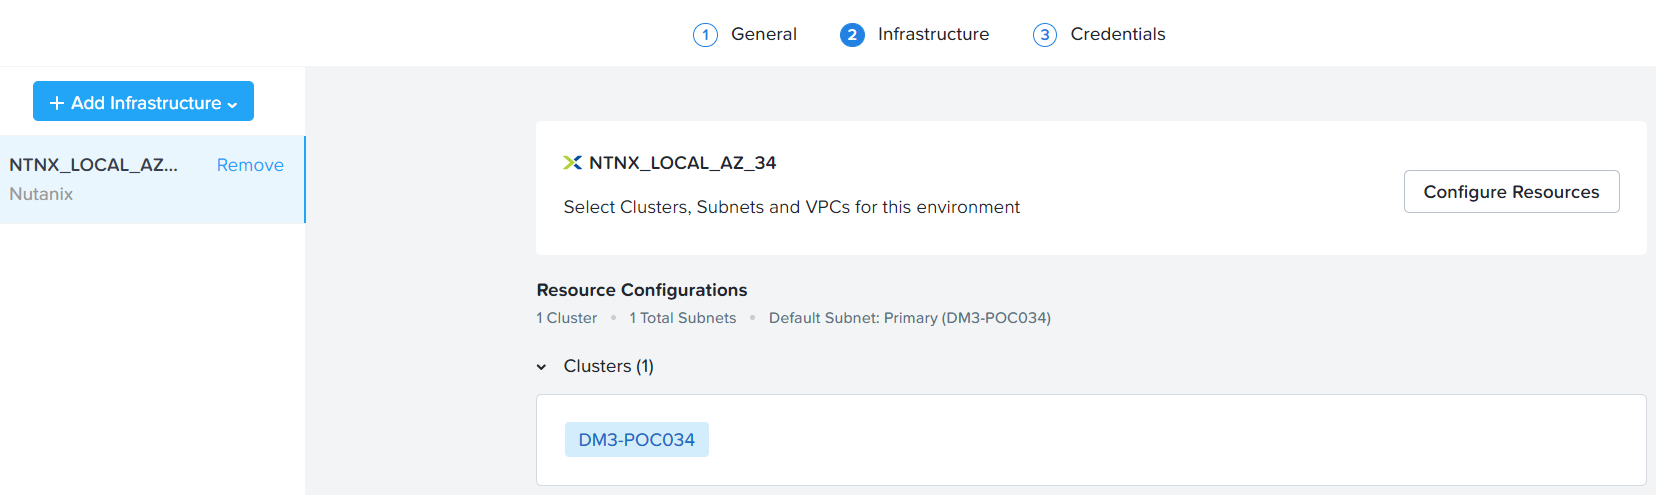 1 General 2 Infrastructure 3 Credentials
+ Add Infrastructure
NTNX_LOCAL_AZ... Remove
Nutanix
NTNX_LOCAL_AZ_34
Select Clusters, Subnets and VPCs for this environment
Configure Resources
Resource Configurations
1 Cluster • 1 Total Subnets • Default Subnet: Primary (DM3-POC034)
Clusters (1)
DM3-POC034